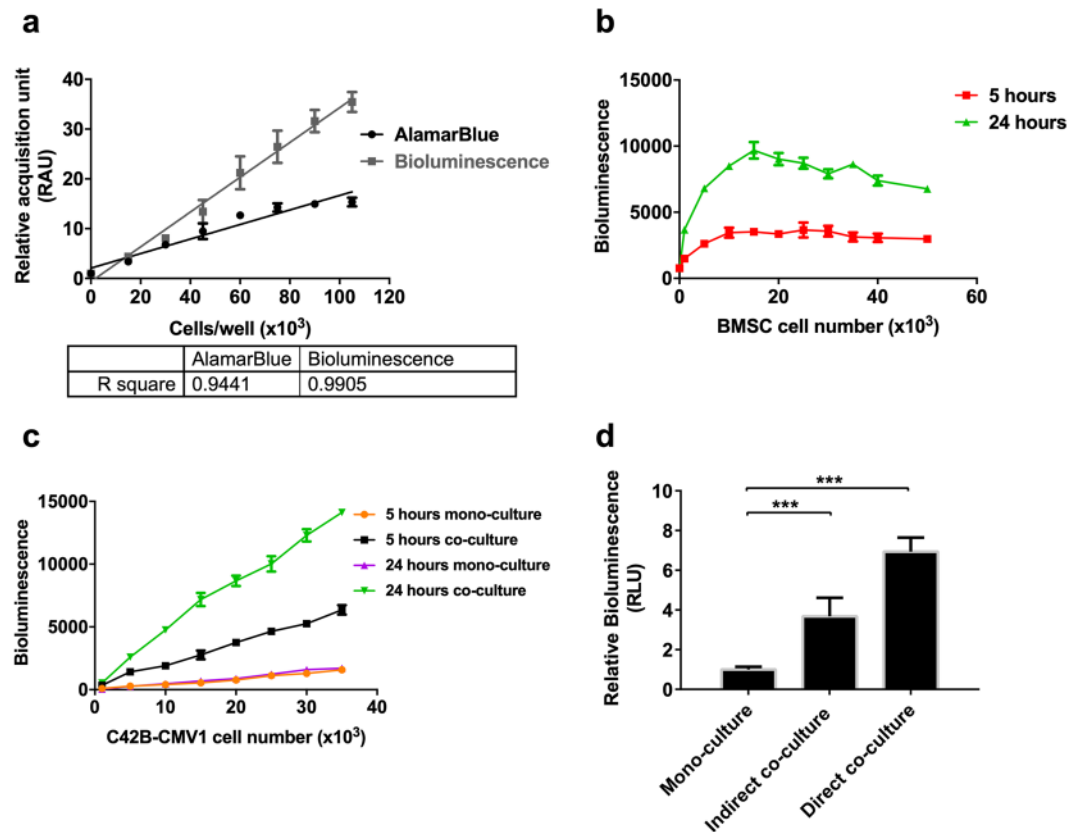 a
Relative acquisition unit
(RAU)
40
30
20
10
0
0 20 40 60 80 100 120
Cells/well (x10³)
AlamarBlue
Bioluminescence
AlamarBlue Bioluminescence
R square 0.9441 0.9905
b
Bioluminescence
15000
10000
5000
0
0 20 40 60
BMSC cell number (x10³)
5 hours
24 hours
c
Bioluminescence
15000
10000
5000
0
0 10 20 30 40
C42B-CMV1 cell number (x10³)
5 hours mono-culture
5 hours co-culture
24 hours mono-culture
24 hours co-culture
d
Relative Bioluminescence
(RLU)
10
8
6
4
2
0
***
***
Mono-culture
Indirect co-culture
Direct co-culture